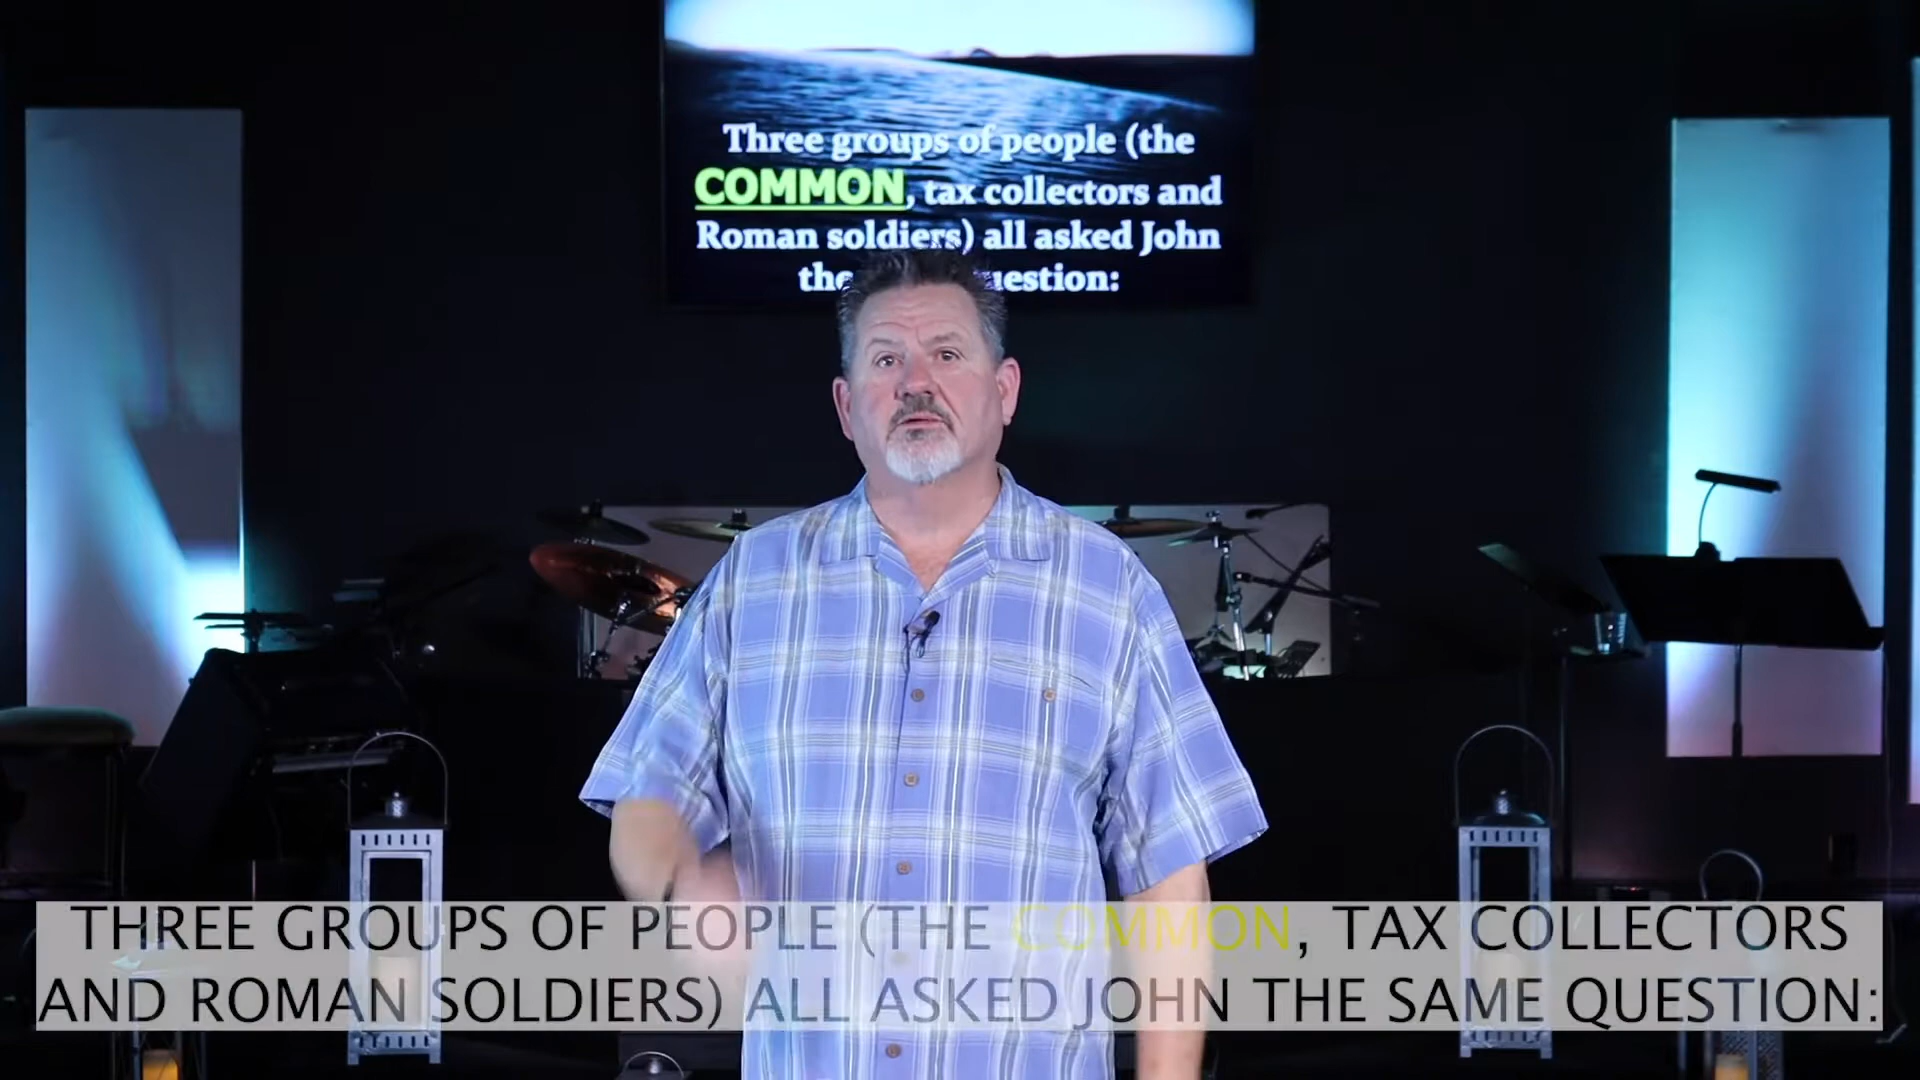 Three groups of people (the
COMMON, tax collectors and
Roman soldiers) all asked John
the question:
THREE GROUPS OF PEOPLE (THE COMMON, TAX COLLECTORS
AND ROMAN SOLDIERS) ALL ASKED JOHN THE SAME QUESTION: